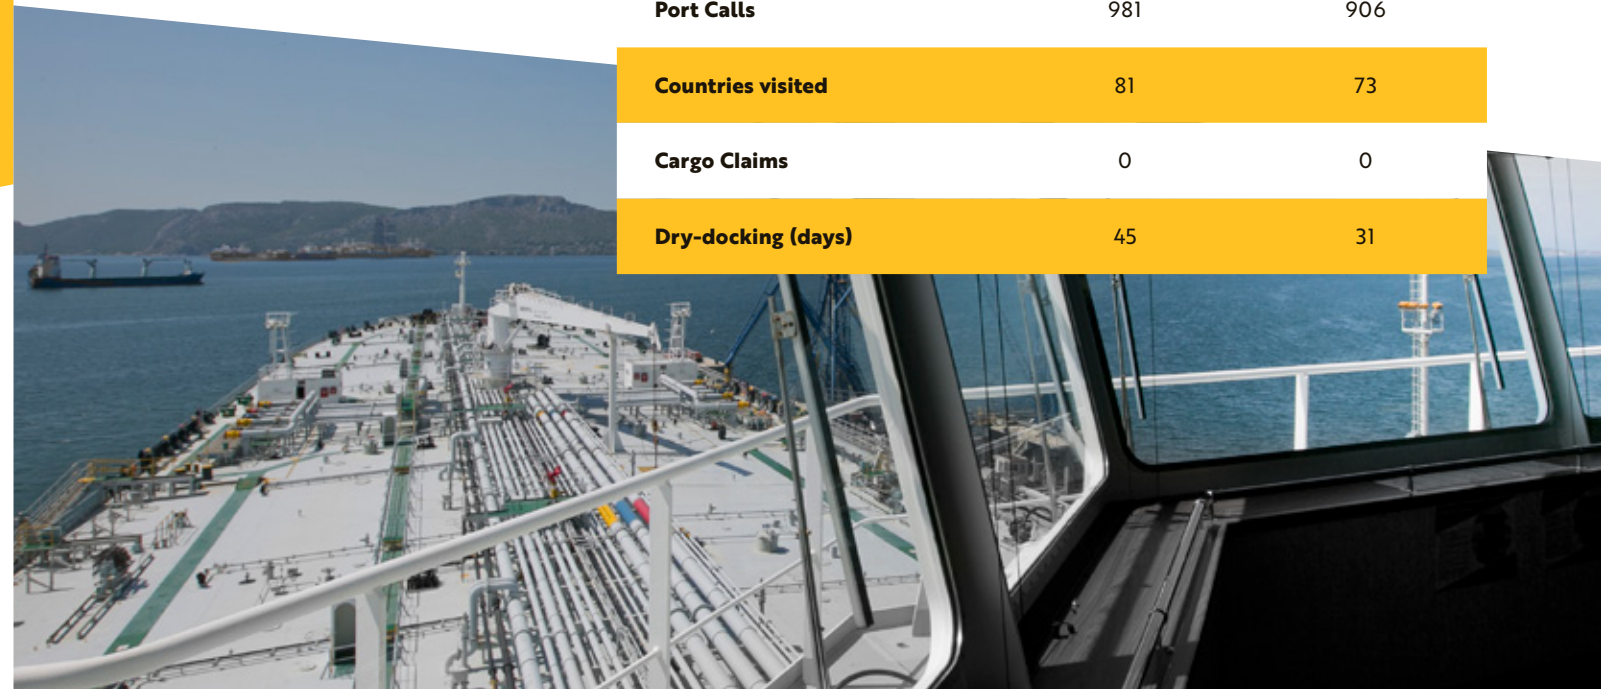 Port Calls 981 906
Countries visited 81 73
Cargo Claims 0 0
Dry-docking (days) 45 31